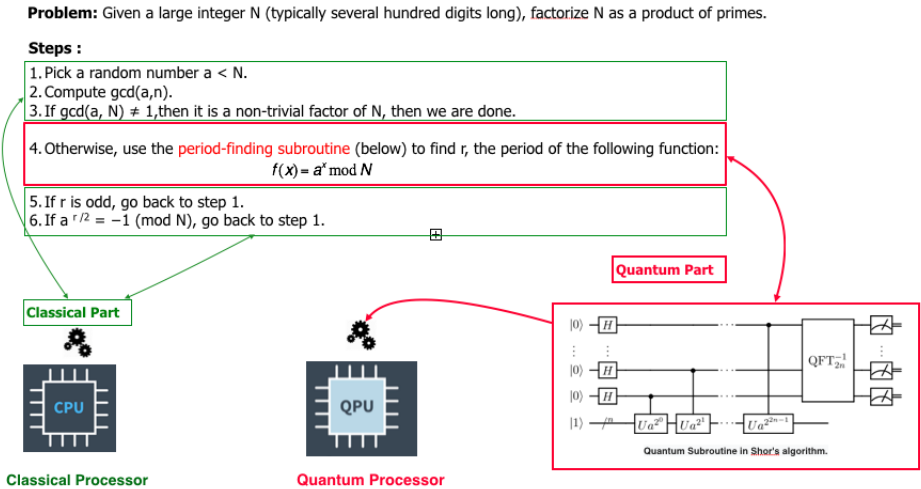 Problem: Given a large integer N (typically several hundred digits long), factorize N as a product of primes.
Steps :
1. Pick a random number a < N.
2. Compute gcd(a,n).
3. If gcd(a, N) ≠ 1,then it is a non-trivial factor of N, then we are done.
4. Otherwise, use the period-finding subroutine (below) to find r, the period of the following function:
f(x) = aˣ mod N
5. If r is odd, go back to step 1.
6. If a ʳ/² = −1 (mod N), go back to step 1.
Quantum Part
Classical Part
CPU
Classical Processor
QPU
Quantum Processor
|0⟩ H
⋮ ⋮ ⋮
|0⟩ H
|0⟩ H
|1⟩ /n Ua^{2^0} Ua^{2^1} ··· Ua^{2^{2n−1}}
QFT_{2n}^{−1}
Quantum Subroutine in Shor's algorithm.